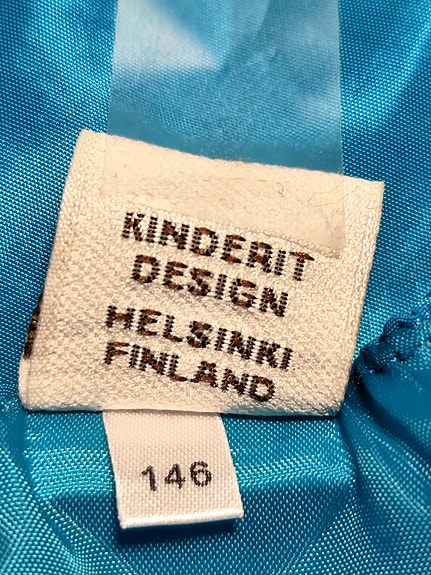 KINDERIT
DESIGN
HELSINKI
FINLAND
146